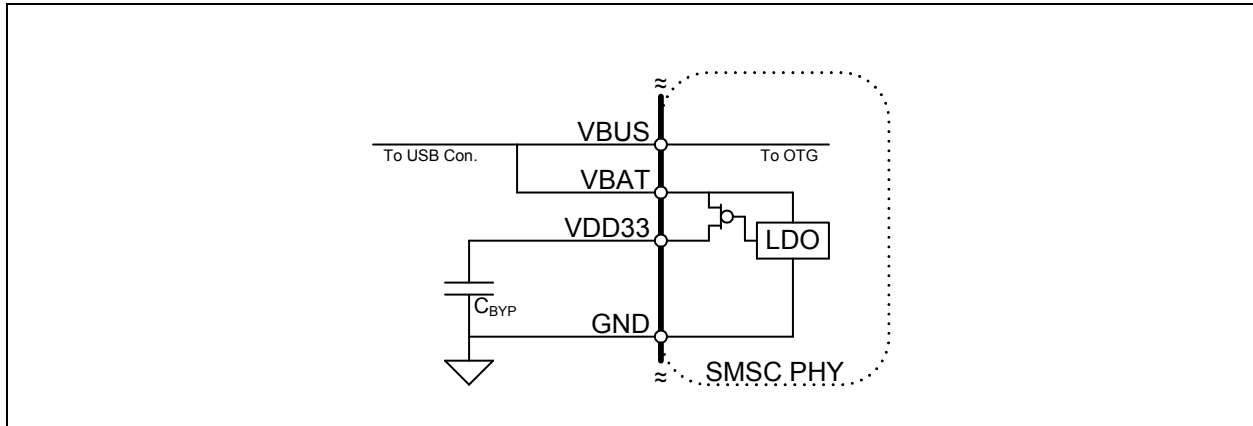 ≈
VBUS
To USB Con.
To OTG
VBAT
VDD33
LDO
CBYP
GND
SMSC PHY
≈